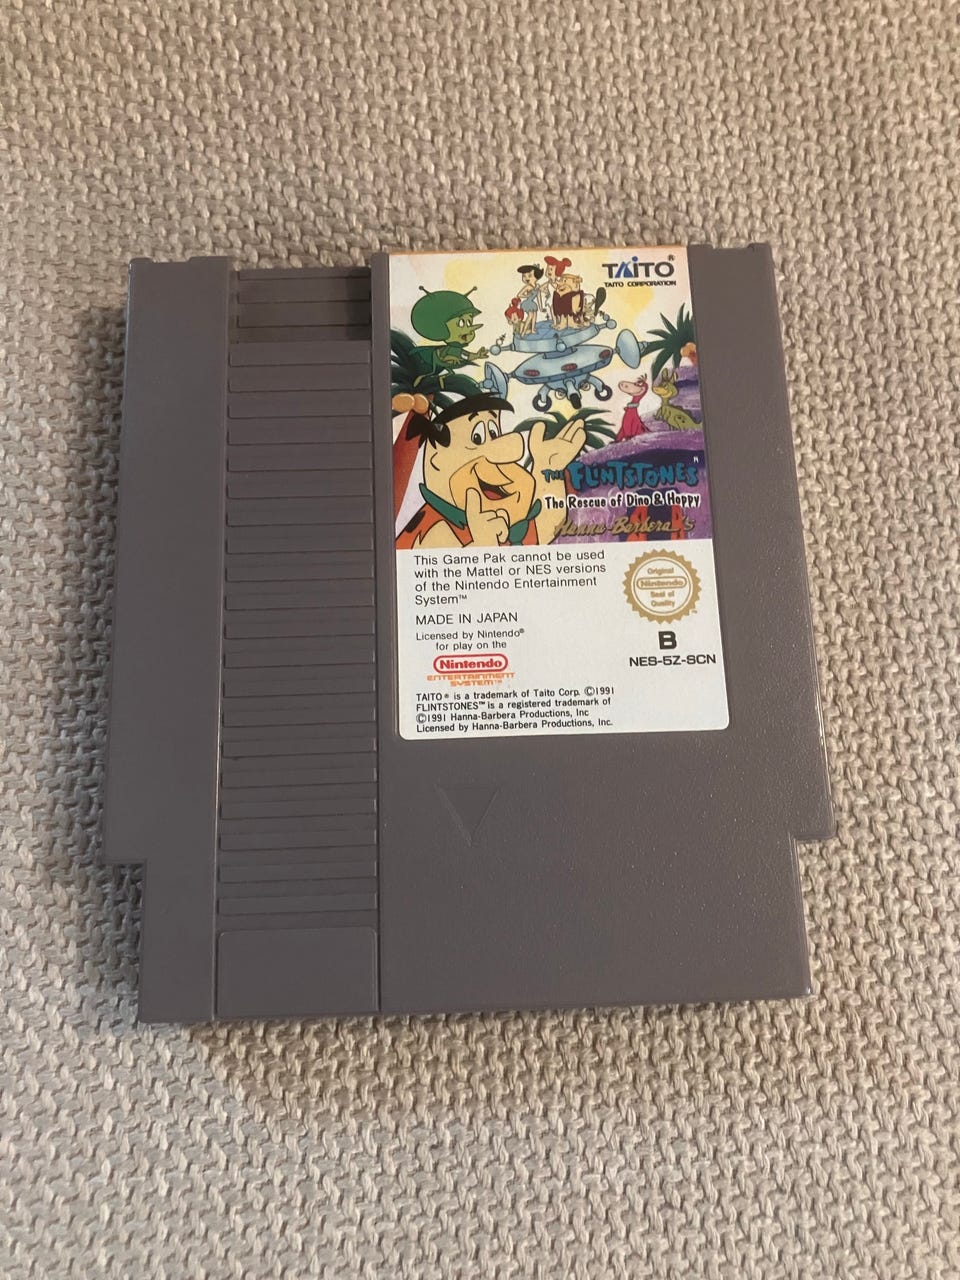 TAITO®
TAITO CORPORATION
THE FLINTSTONES™
The Rescue of Dino & Hoppy
Hanna-Barbera's
This Game Pak cannot be used
with the Mattel or NES versions
of the Nintendo Entertainment
System™
MADE IN JAPAN
Licensed by Nintendo®
for play on the
Nintendo
ENTERTAINMENT
SYSTEM™
TAITO® is a trademark of Taito Corp. ©1991
FLINTSTONES™ is a registered trademark of
©1991 Hanna-Barbera Productions, Inc
Licensed by Hanna-Barbera Productions, Inc.
Original
Nintendo
Seal of
Quality
B
NES-5Z-SCN